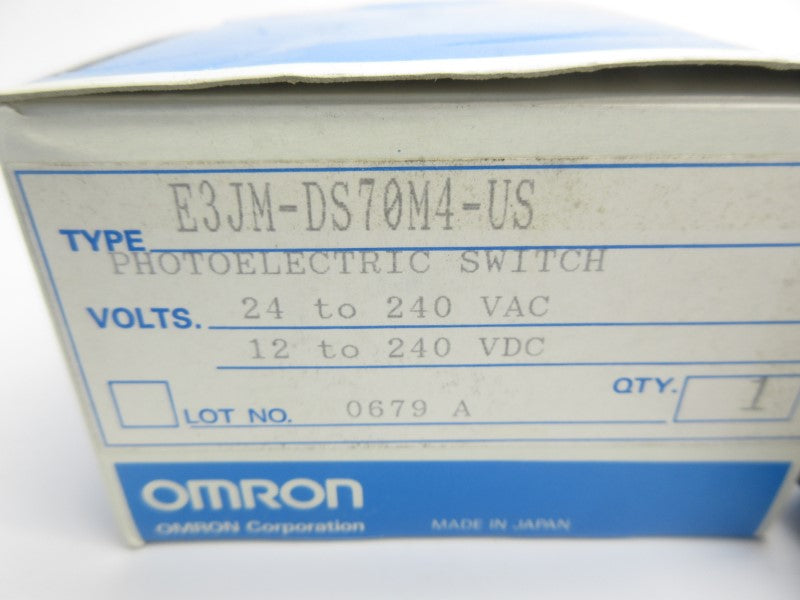 TYPE E3JM-DS70M4-US
PHOTOELECTRIC SWITCH
VOLTS. 24 to 240 VAC
12 to 240 VDC
LOT NO. 0679 A QTY. 1
OMRON
OMRON Corporation MADE IN JAPAN